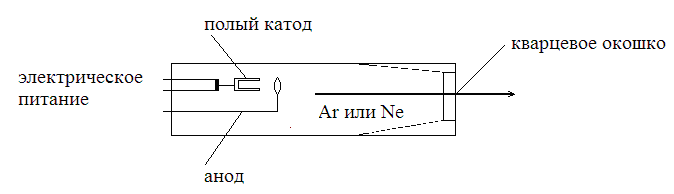 полый катод
кварцевое окошко
электрическое
питание
Ar или Ne
анод